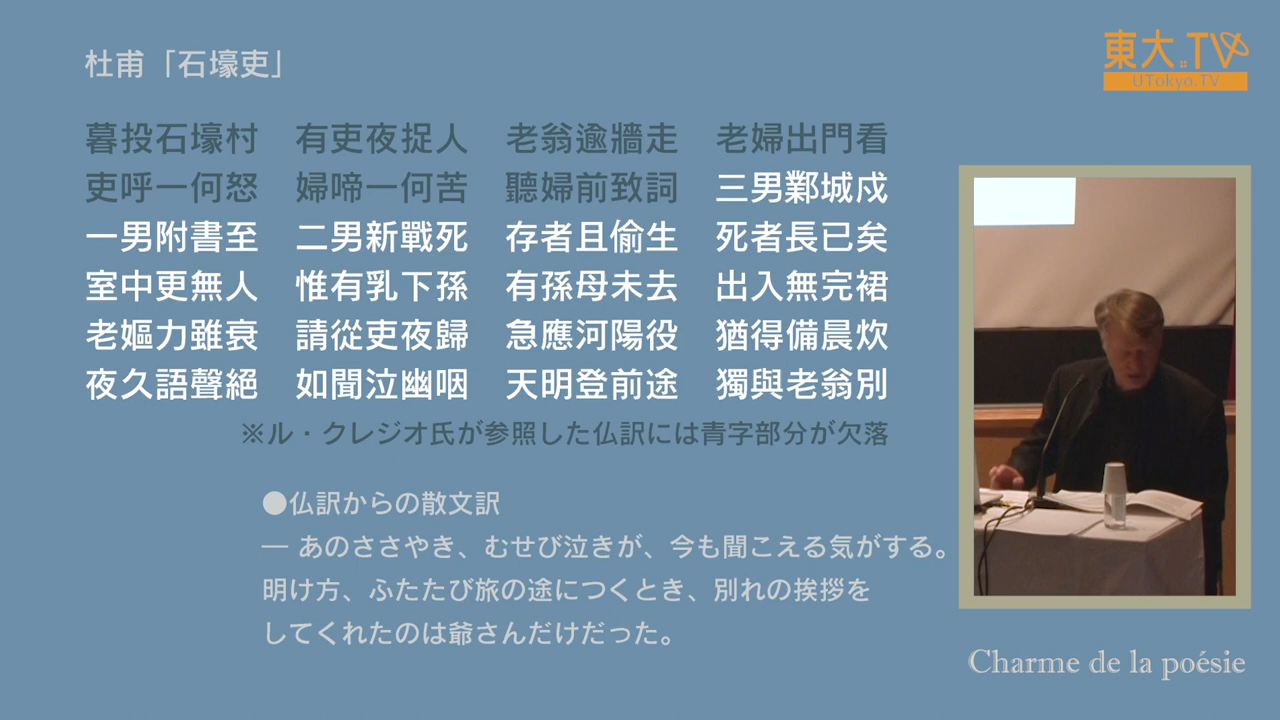 杜甫「石壕吏」
東大.TV
UTokyo.TV
暮投石壕村 有吏夜捉人 老翁逾牆走 老婦出門看
吏呼一何怒 婦啼一何苦 聽婦前致詞 三男鄴城戍
一男附書至 二男新戰死 存者且偷生 死者長已矣
室中更無人 惟有乳下孫 有孫母未去 出入無完裙
老嫗力雖衰 請從吏夜歸 急應河陽役 猶得備晨炊
夜久語聲絕 如聞泣幽咽 天明登前途 獨與老翁別
※ル・クレジオ氏が参照した仏訳には青字部分が欠落
●仏訳からの散文訳
― あのささやき、むせび泣きが、今も聞こえる気がする。
明け方、ふたたび旅の途につくとき、別れの挨拶を
してくれたのは爺さんだけだった。
Charme de la poésie